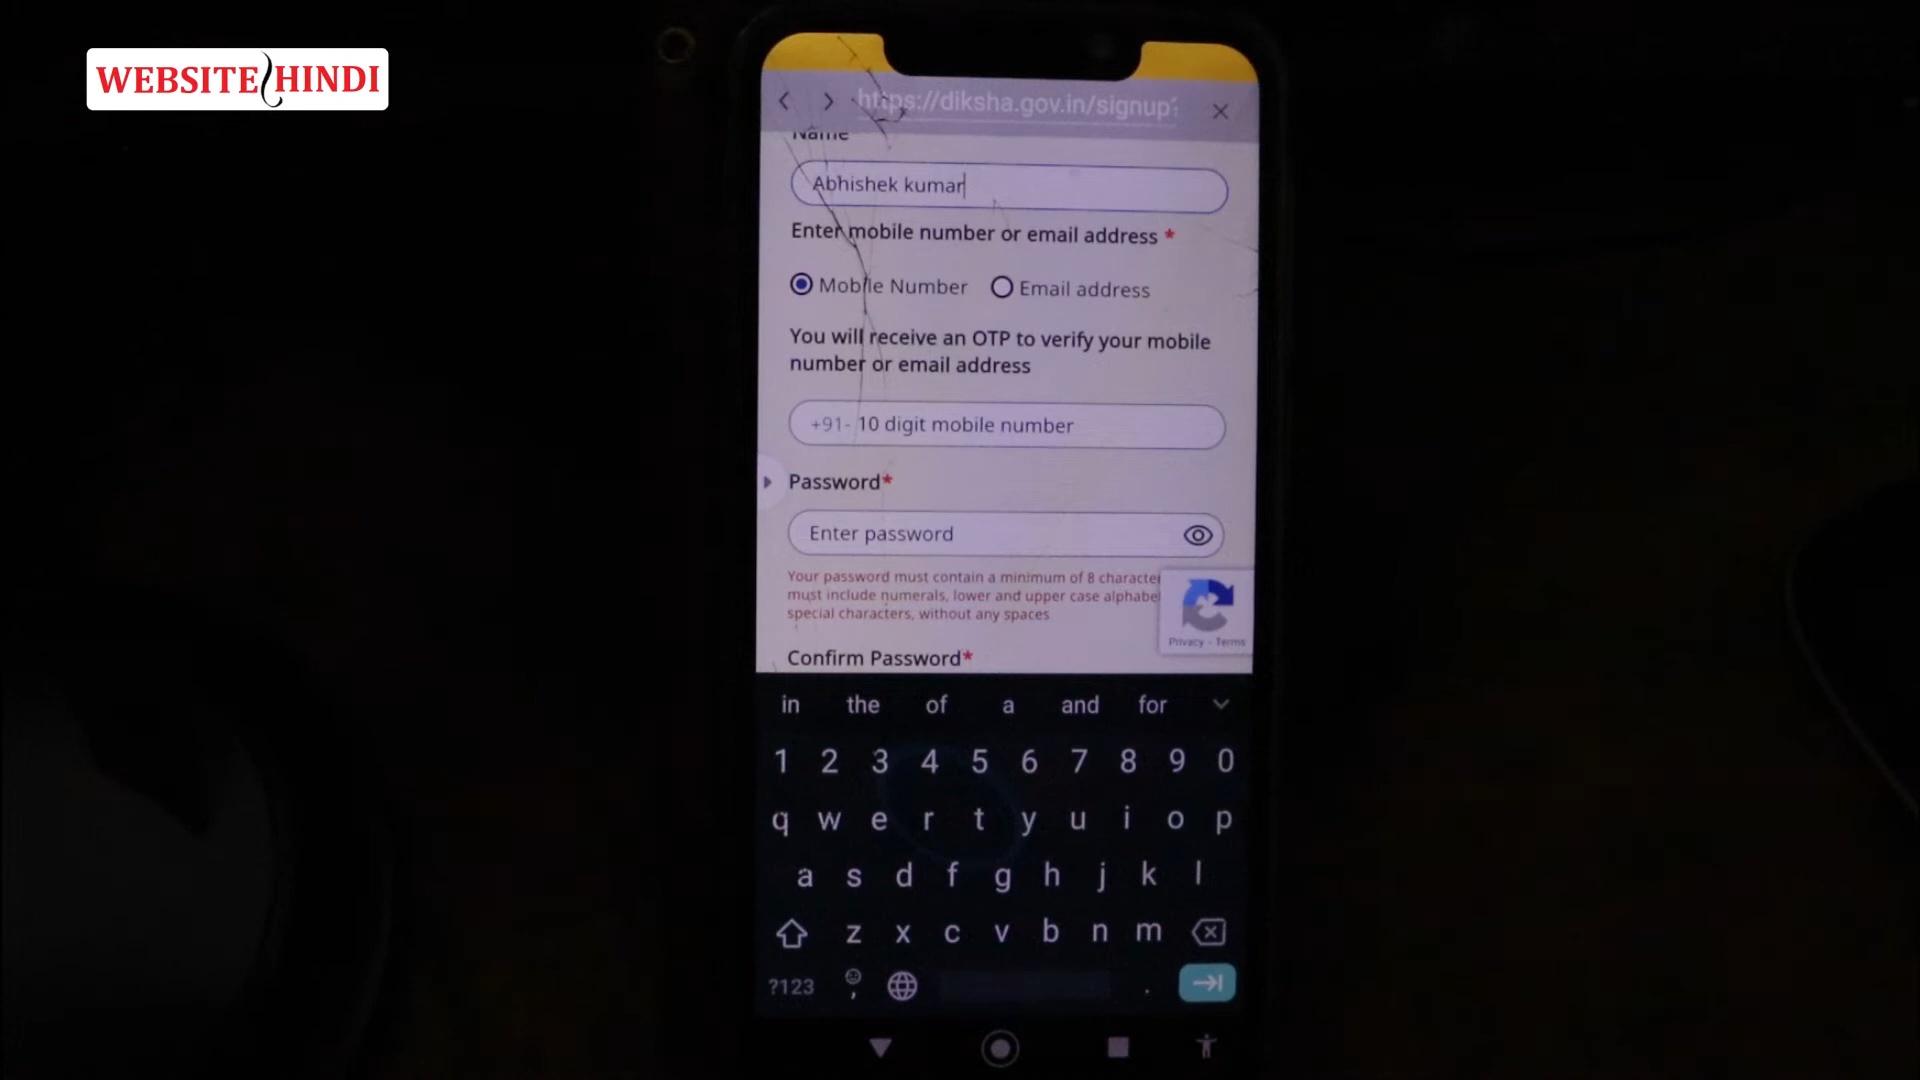 WEBSITE HINDI
https://diksha.gov.in/signup
Name
Abhishek kumar
Enter mobile number or email address *
Mobile Number Email address
You will receive an OTP to verify your mobile
number or email address
+91- 10 digit mobile number
Password*
Enter password
Your password must contain a minimum of 8 characte
must include numerals, lower and upper case alphabe
special characters, without any spaces
Privacy - Terms
Confirm Password*
in the of a and for
1 2 3 4 5 6 7 8 9 0
q w e r t y u i o p
a s d f g h j k l
z x c v b n m
?123 , .